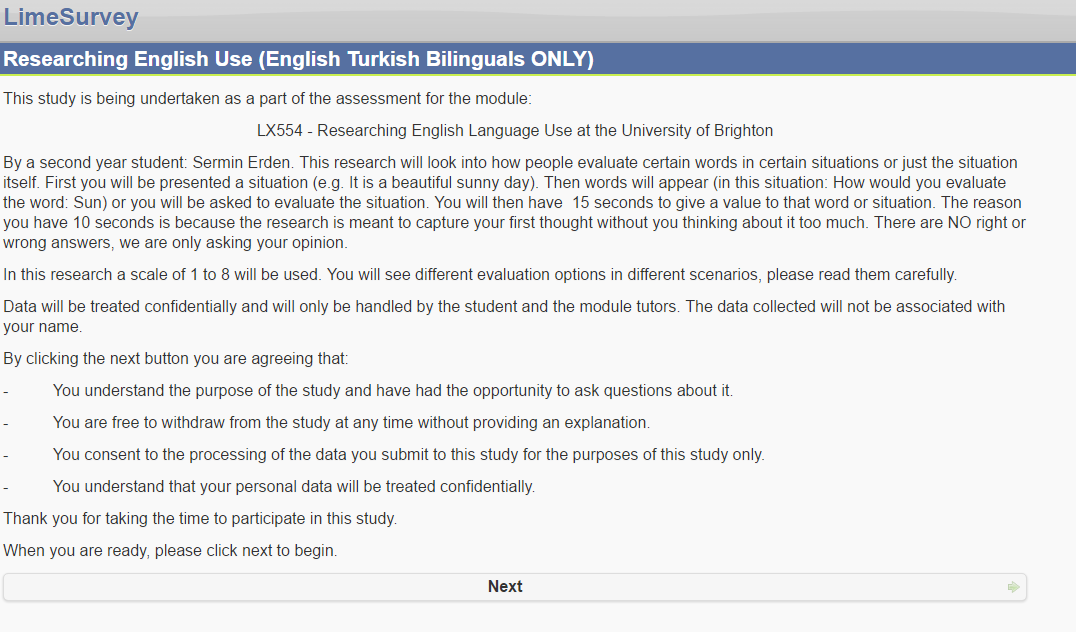 LimeSurvey
Researching English Use (English Turkish Bilinguals ONLY)
This study is being undertaken as a part of the assessment for the module:
LX554 - Researching English Language Use at the University of Brighton
By a second year student: Sermin Erden. This research will look into how people evaluate certain words in certain situations or just the situation
itself. First you will be presented a situation (e.g. It is a beautiful sunny day). Then words will appear (in this situation: How would you evaluate
the word: Sun) or you will be asked to evaluate the situation. You will then have  15 seconds to give a value to that word or situation. The reason
you have 10 seconds is because the research is meant to capture your first thought without you thinking about it too much. There are NO right or
wrong answers, we are only asking your opinion.
In this research a scale of 1 to 8 will be used. You will see different evaluation options in different scenarios, please read them carefully.
Data will be treated confidentially and will only be handled by the student and the module tutors. The data collected will not be associated with
your name.
By clicking the next button you are agreeing that:
- You understand the purpose of the study and have had the opportunity to ask questions about it.
- You are free to withdraw from the study at any time without providing an explanation.
- You consent to the processing of the data you submit to this study for the purposes of this study only.
- You understand that your personal data will be treated confidentially.
Thank you for taking the time to participate in this study.
When you are ready, please click next to begin.
Next